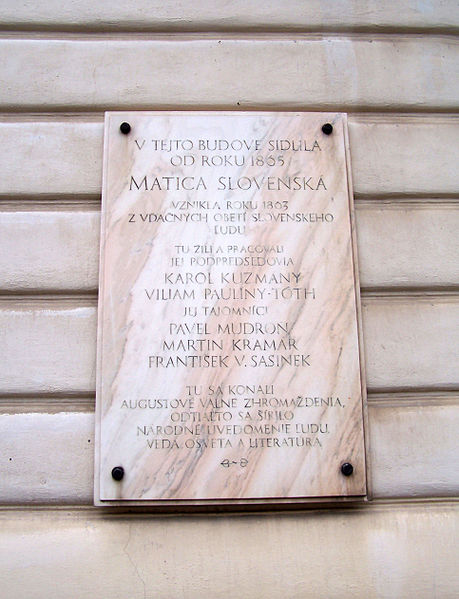 V TEJTO BUDOVE SÍDLILA
OD ROKU 1865
MATICA SLOVENSKÁ
VZNIKLA ROKU 1863
Z VĎAČNÝCH OBETÍ SLOVENSKÉHO
ĽUDU
TU ŽILI A PRACOVALI
JEJ PODPREDSEDOVIA
KAROL KUZMÁNY
VILIAM PAULÍNY-TÓTH
JEJ TAJOMNÍCI
PAVEL MUDROŇ
MARTIN KRAMÁR
FRANTIŠEK V. SASINEK
TU SA KONALI
AUGUSTOVÉ VALNÉ ZHROMAŽDENIA,
ODTIAĽTO SA ŠÍRILO
NÁRODNÉ UVEDOMENIE ĽUDU,
VEDA, OSVETA A LITERATÚRA